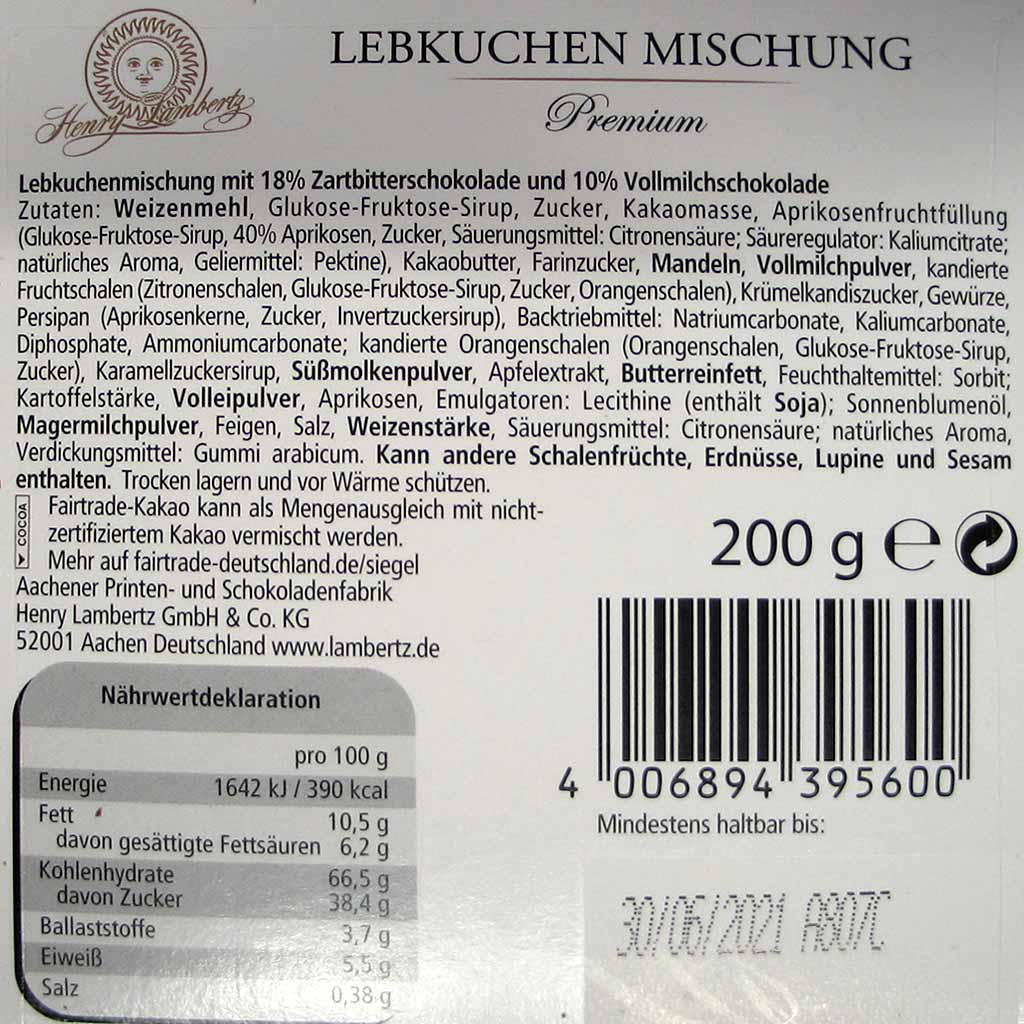 Henry Lambertz
LEBKUCHEN MISCHUNG
Premium
Lebkuchenmischung mit 18% Zartbitterschokolade und 10% Vollmilchschokolade
Zutaten: Weizenmehl, Glukose-Fruktose-Sirup, Zucker, Kakaomasse, Aprikosenfruchtfüllung
(Glukose-Fruktose-Sirup, 40% Aprikosen, Zucker, Säuerungsmittel: Citronensäure; Säureregulator: Kaliumcitrate;
natürliches Aroma, Geliermittel: Pektine), Kakaobutter, Farinzucker, Mandeln, Vollmilchpulver, kandierte
Fruchtschalen (Zitronenschalen, Glukose-Fruktose-Sirup, Zucker, Orangenschalen), Krümelkandiszucker, Gewürze,
Persipan (Aprikosenkerne, Zucker, Invertzuckersirup), Backtriebmittel: Natriumcarbonate, Kaliumcarbonate,
Diphosphate, Ammoniumcarbonate; kandierte Orangenschalen (Orangenschalen, Glukose-Fruktose-Sirup,
Zucker), Karamellzuckersirup, Süßmolkenpulver, Apfelextrakt, Butterreinfett, Feuchthaltemittel: Sorbit;
Kartoffelstärke, Volleipulver, Aprikosen, Emulgatoren: Lecithine (enthält Soja); Sonnenblumenöl,
Magermilchpulver, Feigen, Salz, Weizenstärke, Säuerungsmittel: Citronensäure; natürliches Aroma,
Verdickungsmittel: Gummi arabicum. Kann andere Schalenfrüchte, Erdnüsse, Lupine und Sesam
enthalten. Trocken lagern und vor Wärme schützen.
COCOA
Fairtrade-Kakao kann als Mengenausgleich mit nicht-
zertifiziertem Kakao vermischt werden.
Mehr auf fairtrade-deutschland.de/siegel
Aachener Printen- und Schokoladenfabrik
Henry Lambertz GmbH & Co. KG
52001 Aachen Deutschland www.lambertz.de
200 g ℮
Nährwertdeklaration
pro 100 g
Energie 1642 kJ / 390 kcal
Fett 10,5 g
davon gesättigte Fettsäuren 6,2 g
Kohlenhydrate 66,5 g
davon Zucker 38,4 g
Ballaststoffe 3,7 g
Eiweiß 5,5 g
Salz 0,38 g
4 006894 395600
Mindestens haltbar bis:
30/06/2021 A807C